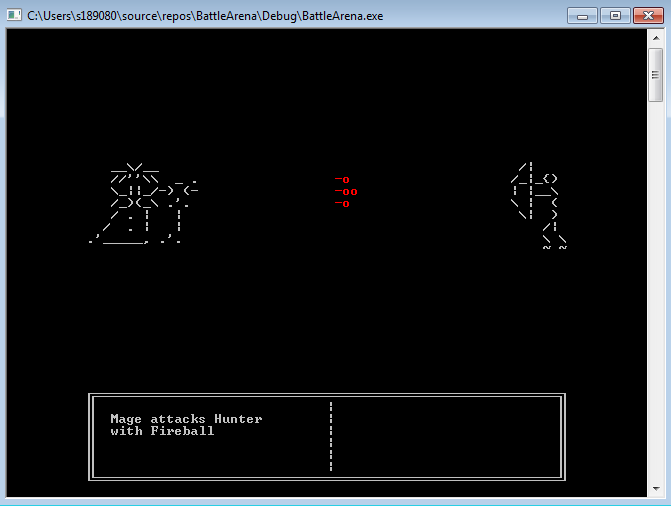 C:\Users\s189080\source\repos\BattleArena\Debug\BattleArena.exe
Mage attacks Hunter
with Fireball